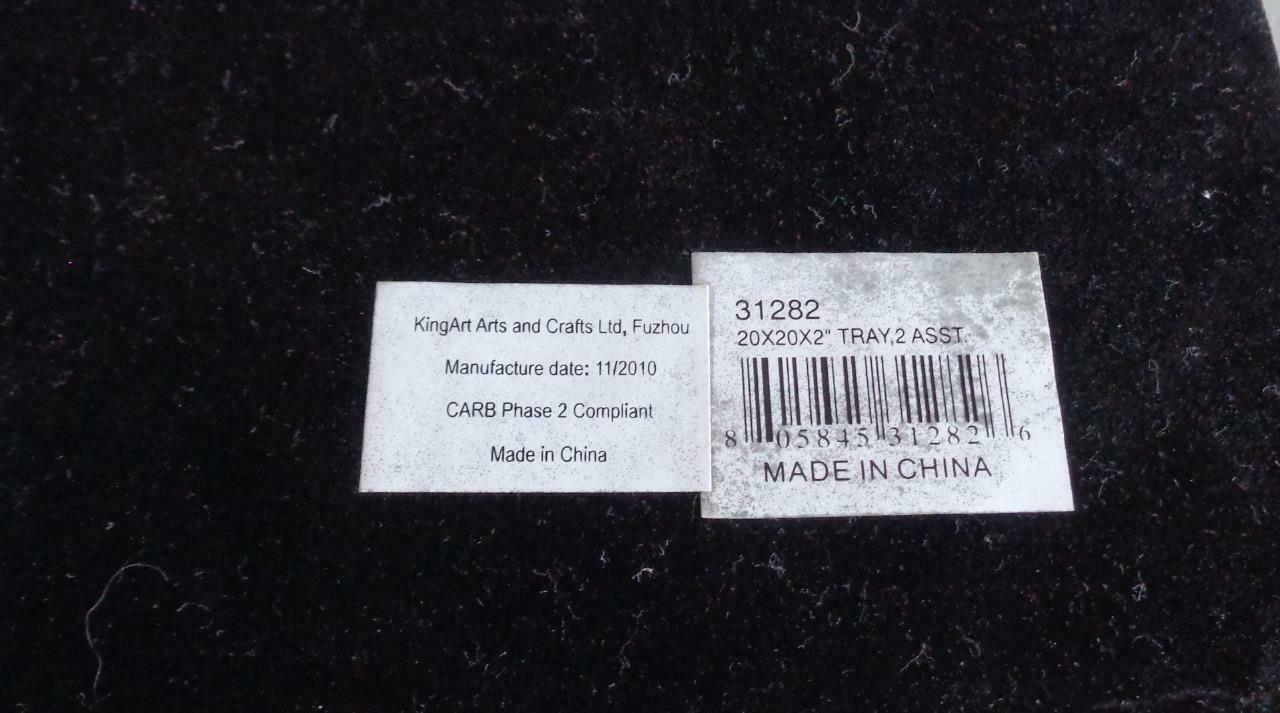 KingArt Arts and Crafts Ltd, Fuzhou
Manufacture date: 11/2010
CARB Phase 2 Compliant
Made in China
31282
20X20X2" TRAY,2 ASST.
8 05845 31282 6
MADE IN CHINA